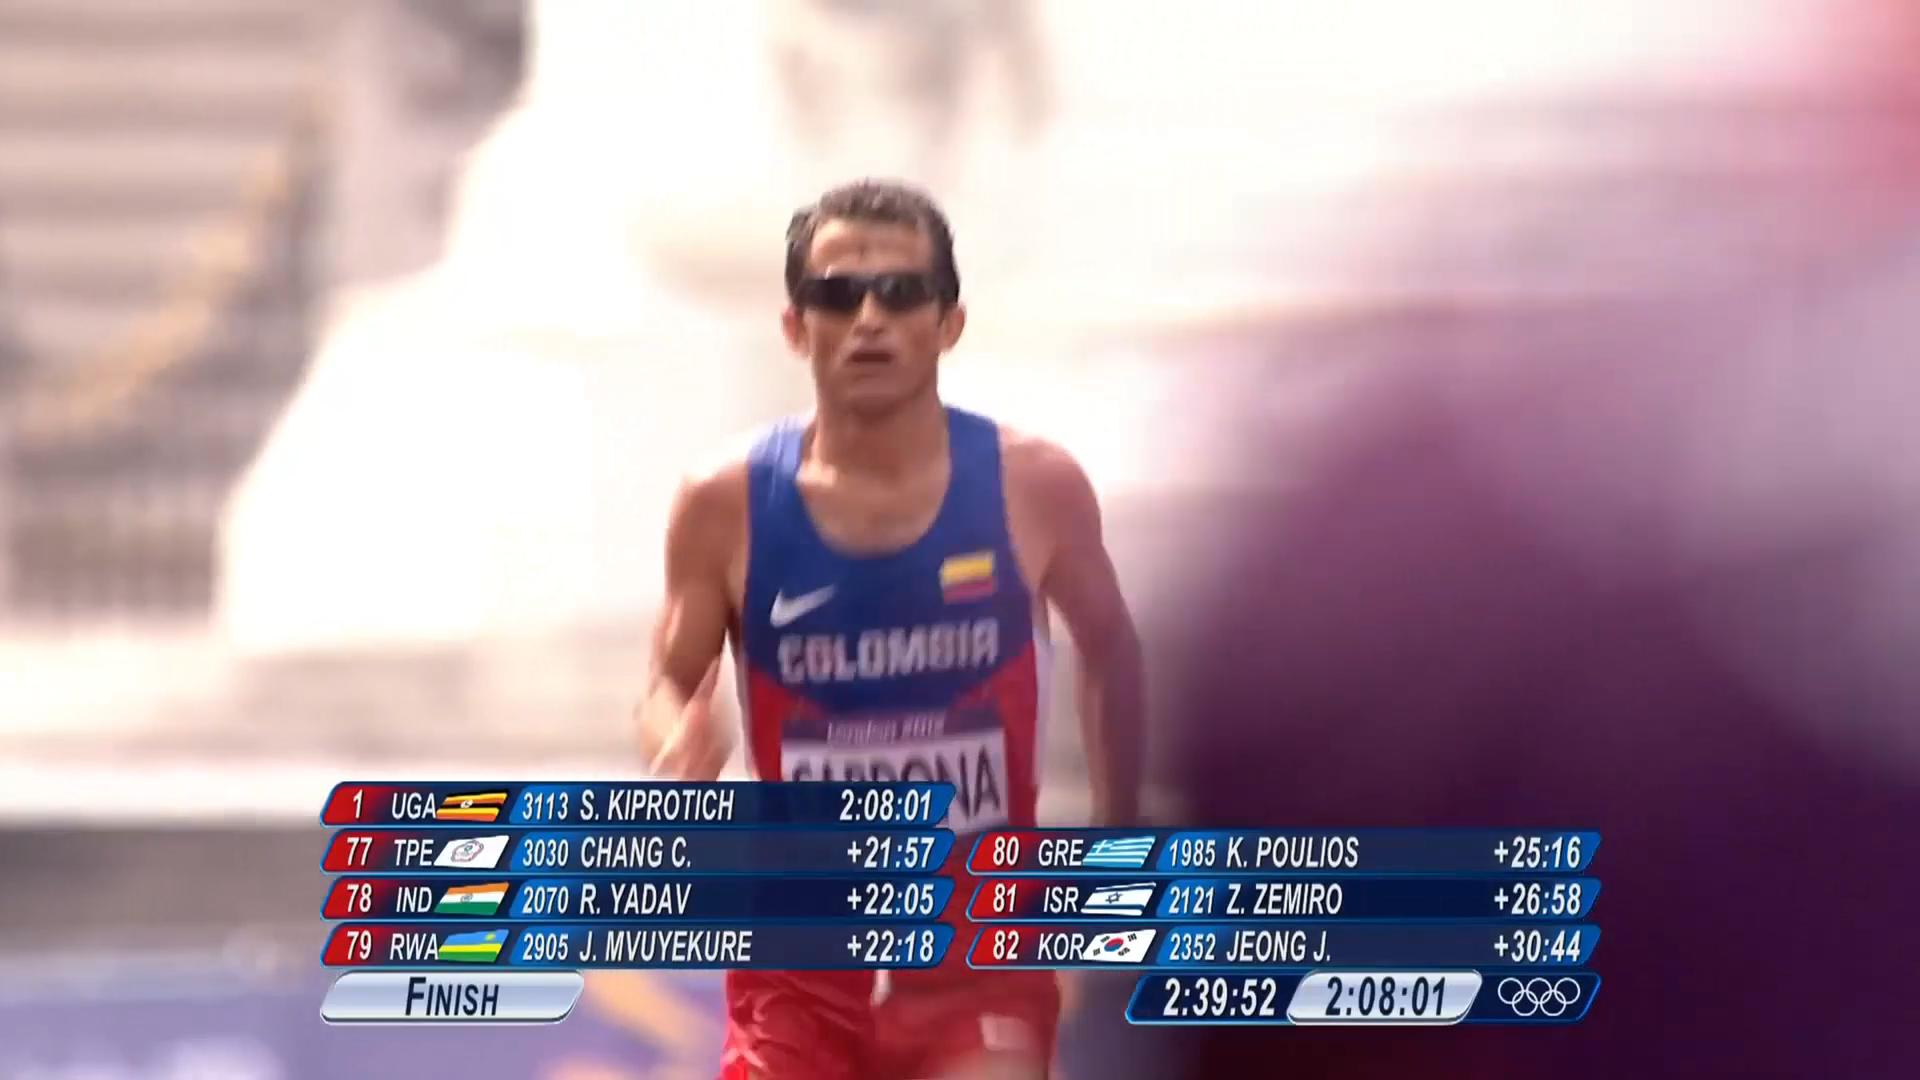 COLOMBIA
London 2012
1 UGA 3113 S. KIPROTICH 2:08:01
77 TPE 3030 CHANG C. +21:57
78 IND 2070 R. YADAV +22:05
79 RWA 2905 J. MVUYEKURE +22:18
80 GRE 1985 K. POULIOS +25:16
81 ISR 2121 Z. ZEMIRO +26:58
82 KOR 2352 JEONG J. +30:44
FINISH
2:39:52 2:08:01